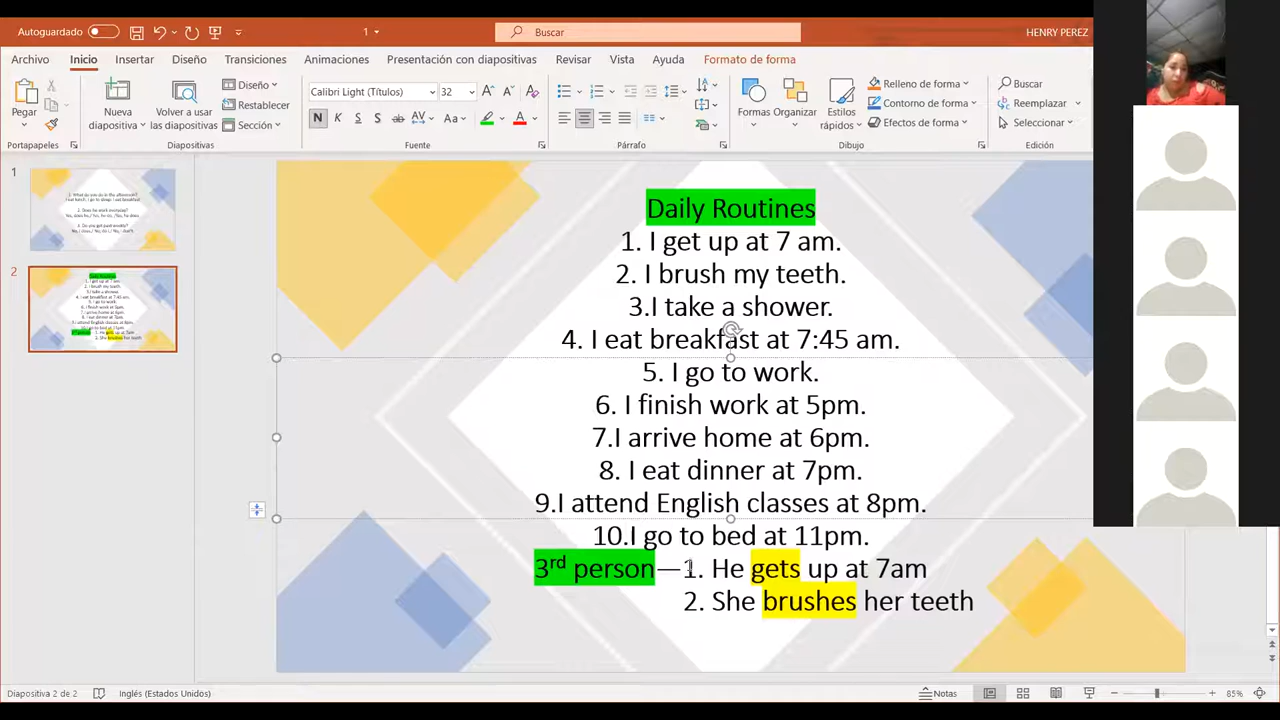 Autoguardado
1
Buscar
HENRY PEREZ
Archivo
Inicio
Insertar
Diseño
Transiciones
Animaciones
Presentación con diapositivas
Revisar
Vista
Ayuda
Formato de forma
Pegar
Nueva diapositiva
Volver a usar las diapositivas
Diseño
Restablecer
Sección
Calibri Light (Títulos)
32
Relleno de forma
Contorno de forma
Efectos de forma
Formas
Organizar
Estilos rápidos
Buscar
Reemplazar
Seleccionar
Portapapeles
Diapositivas
Fuente
Párrafo
Dibujo
Edición
1
2
Daily Routines
1. I get up at 7 am.
2. I brush my teeth.
3.I take a shower.
4. I eat breakfast at 7:45 am.
5. I go to work.
6. I finish work at 5pm.
7.I arrive home at 6pm.
8. I eat dinner at 7pm.
9.I attend English classes at 8pm.
10.I go to bed at 11pm.
3rd person—1. He gets up at 7am
2. She brushes her teeth
Diapositiva 2 de 2
Inglés (Estados Unidos)
Notas
85%